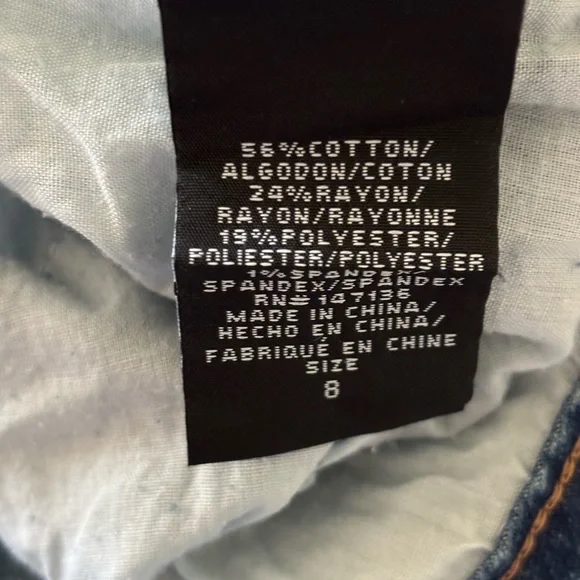 56%COTTON/
ALGODON/COTON
24%RAYON/
RAYON/RAYONNE
19%POLYESTER/
POLIESTER/POLYESTER
1%SPANDEX/
SPANDEX/SPANDEX
RN# 147136
MADE IN CHINA/
HECHO EN CHINA/
FABRIQUÉ EN CHINE
SIZE
8